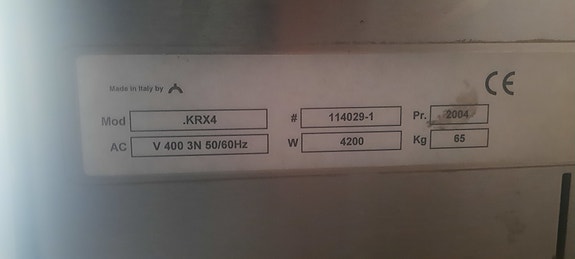 Made in Italy by
CE
Mod .KRX4 # 114029-1 Pr. 2004
AC V 400 3N 50/60Hz W 4200 Kg 65